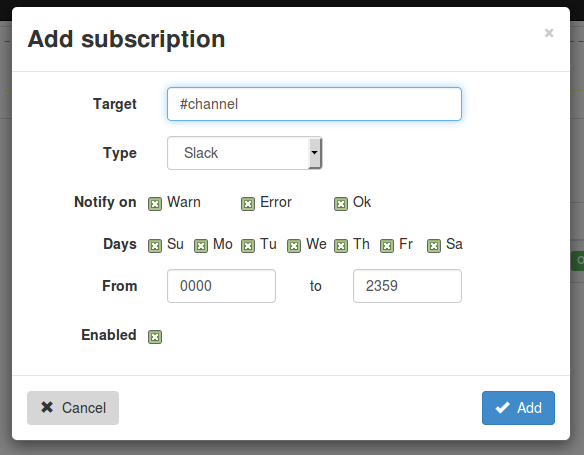 Add subscription ×
Target #channel
Type Slack
Notify on Warn Error Ok
Days Su Mo Tu We Th Fr Sa
From 0000 to 2359
Enabled
Cancel Add